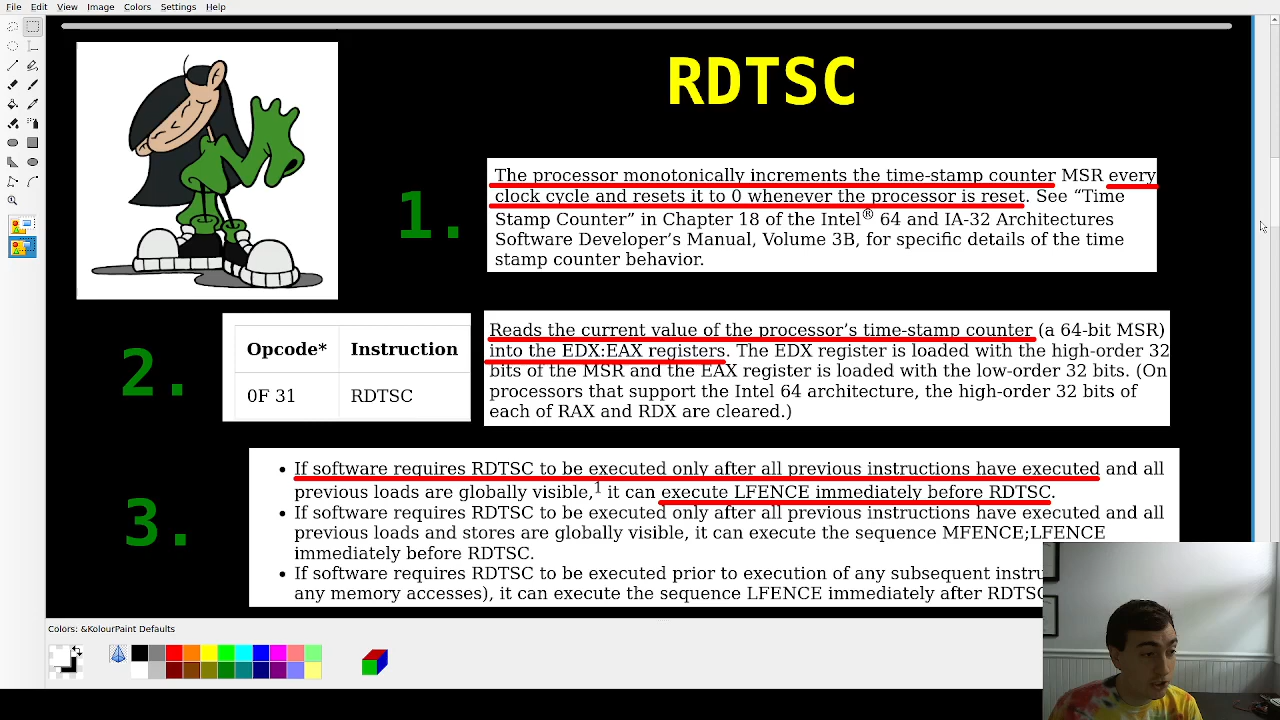 File Edit View Image Colors Settings Help
RDTSC
1.
The processor monotonically increments the time-stamp counter MSR every
clock cycle and resets it to 0 whenever the processor is reset. See “Time
Stamp Counter” in Chapter 18 of the Intel® 64 and IA-32 Architectures
Software Developer’s Manual, Volume 3B, for specific details of the time
stamp counter behavior.
2.
Opcode* Instruction
0F 31 RDTSC
Reads the current value of the processor’s time-stamp counter (a 64-bit MSR)
into the EDX:EAX registers. The EDX register is loaded with the high-order 32
bits of the MSR and the EAX register is loaded with the low-order 32 bits. (On
processors that support the Intel 64 architecture, the high-order 32 bits of
each of RAX and RDX are cleared.)
3.
• If software requires RDTSC to be executed only after all previous instructions have executed and all
previous loads are globally visible,1 it can execute LFENCE immediately before RDTSC.
• If software requires RDTSC to be executed only after all previous instructions have executed and all
previous loads and stores are globally visible, it can execute the sequence MFENCE;LFENCE
immediately before RDTSC.
• If software requires RDTSC to be executed prior to execution of any subsequent instru
any memory accesses), it can execute the sequence LFENCE immediately after RDTSC
Colors: &KolourPaint Defaults